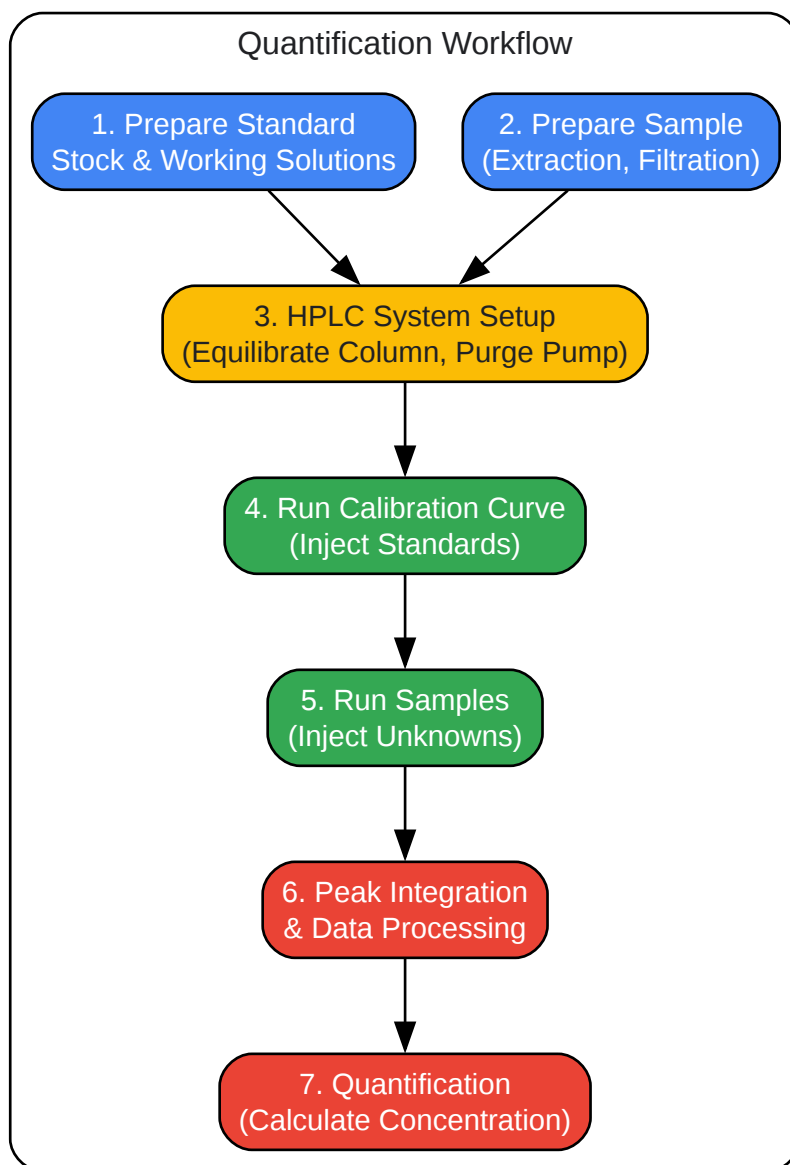 Quantification Workflow
1. Prepare Standard
Stock & Working Solutions
2. Prepare Sample
(Extraction, Filtration)
3. HPLC System Setup
(Equilibrate Column, Purge Pump)
4. Run Calibration Curve
(Inject Standards)
5. Run Samples
(Inject Unknowns)
6. Peak Integration
& Data Processing
7. Quantification
(Calculate Concentration)